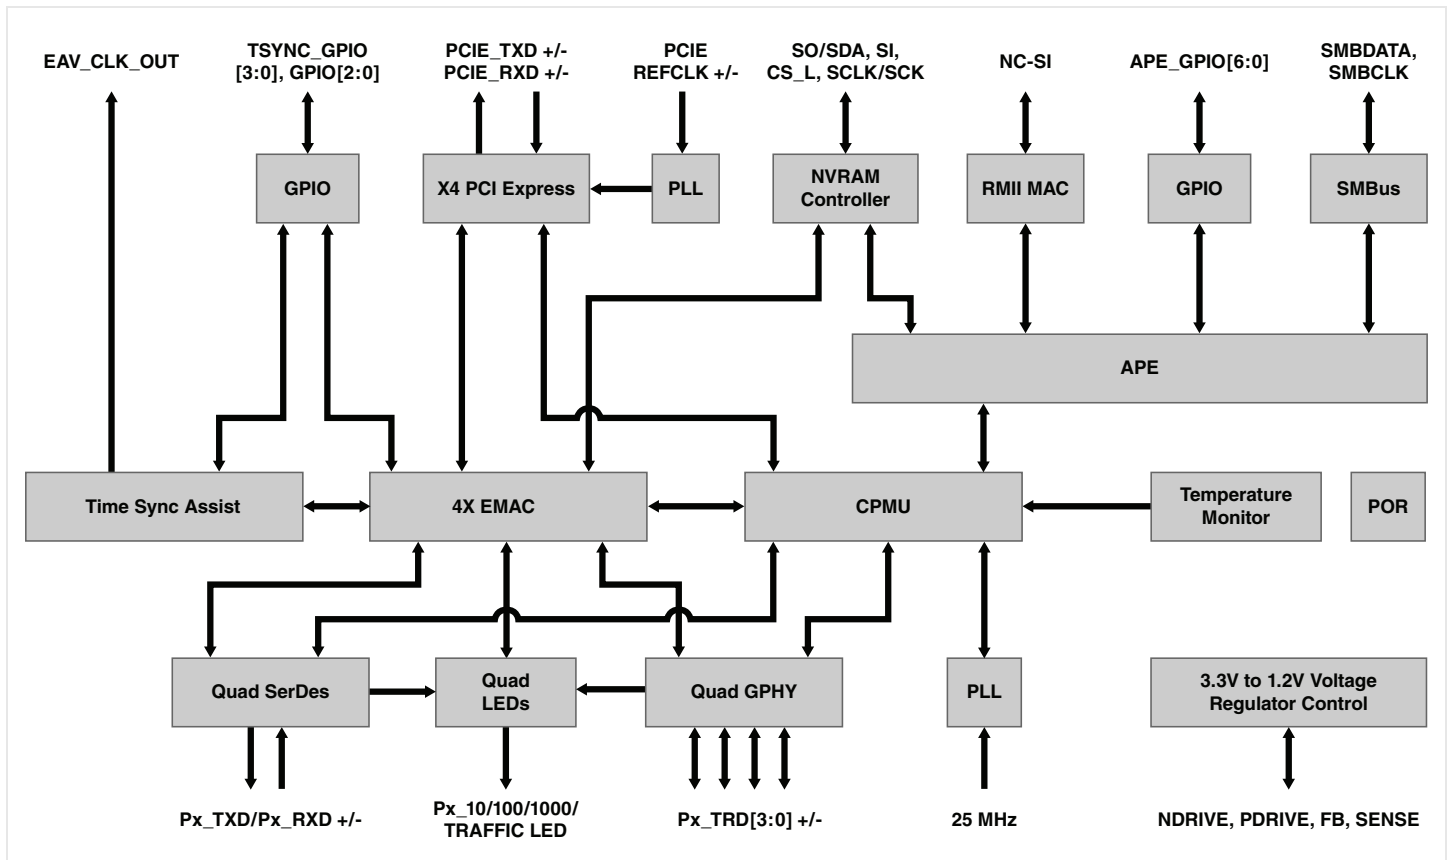 EAV_CLK_OUT
TSYNC_GPIO
[3:0], GPIO[2:0]
PCIE_TXD +/-
PCIE_RXD +/-
PCIE
REFCLK +/-
SO/SDA, SI,
CS_L, SCLK/SCK
NC-SI
APE_GPIO[6:0]
SMBDATA,
SMBCLK
GPIO
X4 PCI Express
PLL
NVRAM
Controller
RMII MAC
GPIO
SMBus
APE
Time Sync Assist
4X EMAC
CPMU
Temperature
Monitor
POR
Quad SerDes
Quad
LEDs
Quad GPHY
PLL
3.3V to 1.2V Voltage
Regulator Control
Px_TXD/Px_RXD +/-
Px_10/100/1000/
TRAFFIC LED
Px_TRD[3:0] +/-
25 MHz
NDRIVE, PDRIVE, FB, SENSE